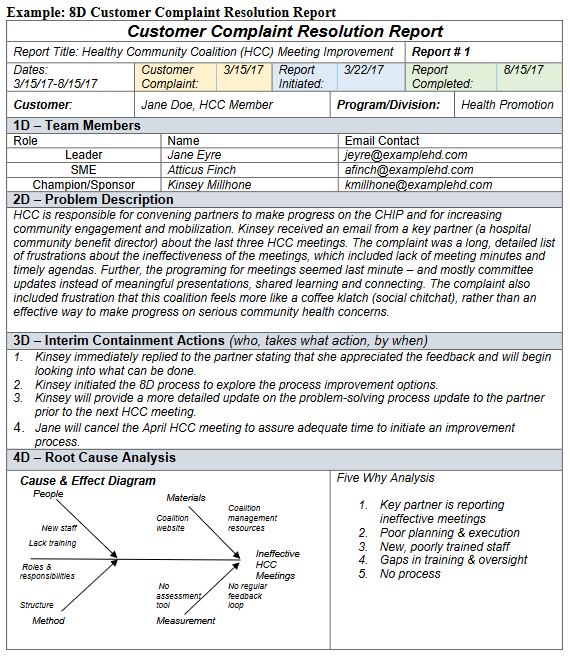 Example: 8D Customer Complaint Resolution Report
Customer Complaint Resolution Report
Report Title: Healthy Community Coalition (HCC) Meeting Improvement Report # 1
Dates: Customer 3/15/17 Report 3/22/17 Report 8/15/17
3/15/17-8/15/17 Complaint: Initiated: Completed:
Customer: Jane Doe, HCC Member Program/Division: Health Promotion
1D – Team Members
Role Name Email Contact
Leader Jane Eyre jeyre@examplehd.com
SME Atticus Finch afinch@examplehd.com
Champion/Sponsor Kinsey Millhone kmillhone@examplehd.com
2D – Problem Description
HCC is responsible for convening partners to make progress on the CHIP and for increasing
community engagement and mobilization. Kinsey received an email from a key partner (a hospital
community benefit director) about the last three HCC meetings. The complaint was a long, detailed list
of frustrations about the ineffectiveness of the meetings, which included lack of meeting minutes and
timely agendas. Further, the programing for meetings seemed last minute – and mostly committee
updates instead of meaningful presentations, shared learning and connecting. The complaint also
included frustration that this coalition feels more like a coffee klatch (social chitchat), rather than an
effective way to make progress on serious community health concerns.
3D – Interim Containment Actions (who, takes what action, by when)
1. Kinsey immediately replied to the partner stating that she appreciated the feedback and will begin
looking into what can be done.
2. Kinsey initiated the 8D process to explore the process improvement options.
3. Kinsey will provide a more detailed update on the problem-solving process update to the partner
prior to the next HCC meeting.
4. Jane will cancel the April HCC meeting to assure adequate time to initiate an improvement
process.
4D – Root Cause Analysis
Cause & Effect Diagram
People
Materials
New staff
Lack training
Coalition
website
Coalition
management
resources
Ineffective
HCC
Meetings
Roles &
responsibilities
Structure
Method
No
assessment
tool
No regular
feedback
loop
Measurement
Five Why Analysis
1. Key partner is reporting
ineffective meetings
2. Poor planning & execution
3. New, poorly trained staff
4. Gaps in training & oversight
5. No process